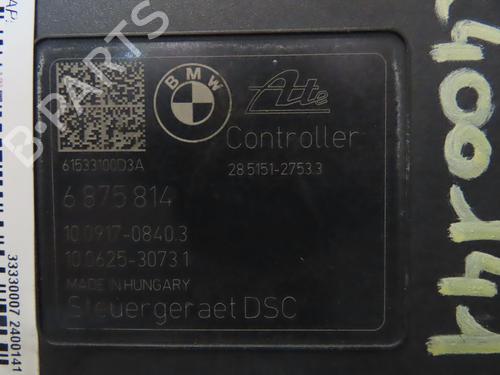 BMW
Ate
Controller
61533100D3A
28.5151-2753.3
6 875 814
10.0917-0840.3
10.0625-3073.1
MADE IN HUNGARY
Steuergeraet DSC
B-PARTS
33330007 2400141